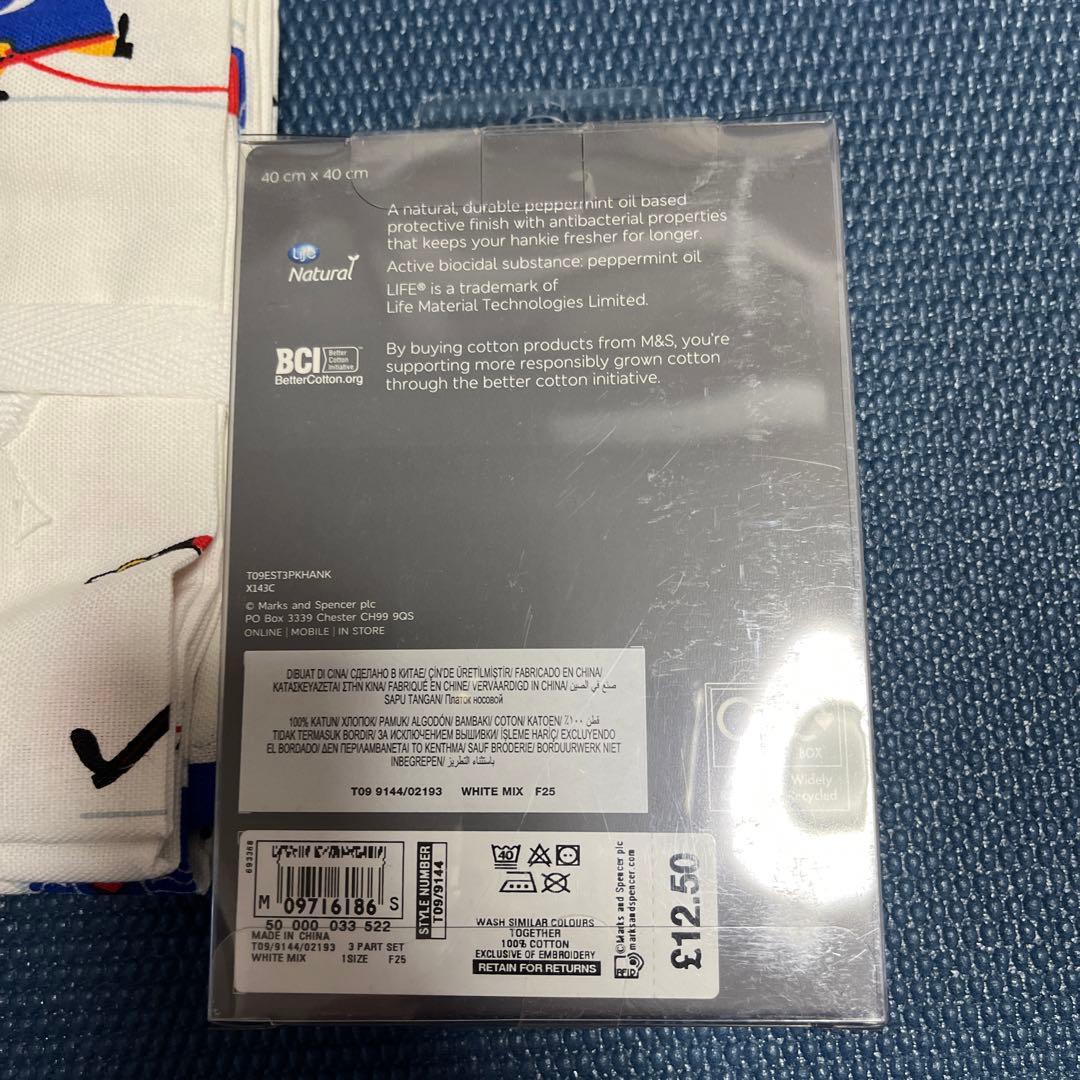 40 cm x 40 cm
A natural, durable peppermint oil based
protective finish with antibacterial properties
that keeps your hankie fresher for longer.
Life
Natural
Active biocidal substance: peppermint oil
LIFE® is a trademark of
Life Material Technologies Limited.
BCI Better Cotton Initiative™
BetterCotton.org
By buying cotton products from M&S, you're
supporting more responsibly grown cotton
through the better cotton initiative.
T09EST3PKHANK
X143C
© Marks and Spencer plc
PO Box 3339 Chester CH99 9QS
ONLINE | MOBILE | IN STORE
DIBUAT DI CINA/ СДЕЛАНО В КИТАЕ/ ÇİN'DE ÜRETİLMİŞTİR/ FABRICADO EN CHINA/
ΚΑΤΑΣΚΕΥΑΖΕΤΑΙ ΣΤΗΝ ΚΙΝΑ/ FABRIQUÉ EN CHINE/ VERVAARDIGD IN CHINA/ صنع في الصين
SAPU TANGAN/ Платок носовой
100% KATUN/ ХЛОПОК/ PAMUK/ ALGODÓN/ BAMBAKI/ COTON/ KATOEN/ قطن ١٠٠٪
TIDAK TERMASUK BORDIR/ ЗА ИСКЛЮЧЕНИЕМ ВЫШИВКИ/ İŞLEME HARİÇ/ EXCLUYENDO
EL BORDADO/ ΔΕΝ ΠΕΡΙΛΑΜΒΑΝΕΤΑΙ ΤΟ ΚΕΝΤΗΜΑ/ SAUF BRODERIE/ BORDUURWERK NIET
INBEGREPEN/ باستثناء التطريز
T09 9144/02193 WHITE MIX F25
BOX
Widely
Recycled
693368
M 09716186 S
50 000 033 522
MADE IN CHINA
T09/9144/02193 3 PART SET
WHITE MIX 1SIZE F25
STYLE NUMBER
T09/9144
40
WASH SIMILAR COLOURS
TOGETHER
100% COTTON
EXCLUSIVE OF EMBROIDERY
RETAIN FOR RETURNS
©Marks and Spencer plc
marksandspencer.com
RFID
£12.50